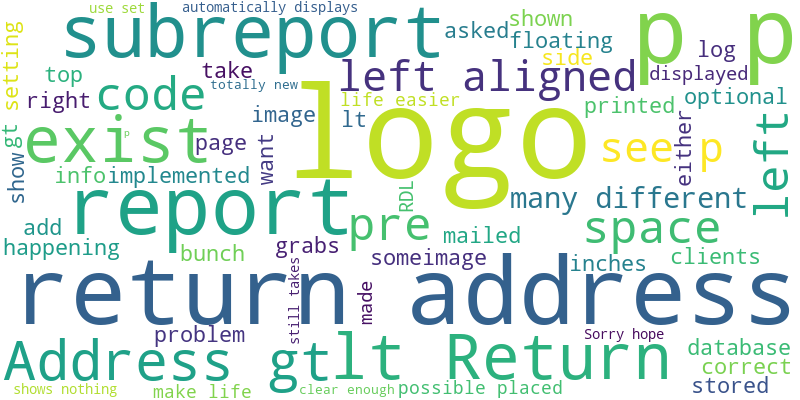 use set
automatically displays
subreport
asked
shown
floating
p p
setting
top
take
side
log
left aligned
displayed
totally new
right
code
life easier
logo
image
lt
printed
optional
gt
exist
p
page
want
see p
either
left
info
implemented
show
report
RDL
many different
add
pre
mailed
space
happening
bunch
grabs
someimage
inches
clients
return address
still takes
made
problem
Sorry hope
Address gt
lt
Return
database
correct
shows nothing
make life
clear enough
possible placed
stored